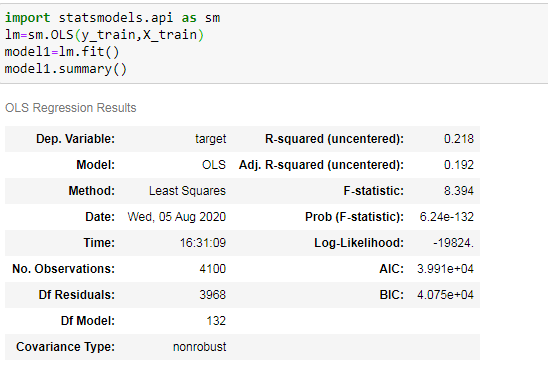 import statsmodels.api as sm
lm=sm.OLS(y_train,X_train)
model1=lm.fit()
model1.summary()
OLS Regression Results
Dep. Variable: target R-squared (uncentered): 0.218
Model: OLS Adj. R-squared (uncentered): 0.192
Method: Least Squares F-statistic: 8.394
Date: Wed, 05 Aug 2020 Prob (F-statistic): 6.24e-132
Time: 16:31:09 Log-Likelihood: -19824.
No. Observations: 4100 AIC: 3.991e+04
Df Residuals: 3968 BIC: 4.075e+04
Df Model: 132
Covariance Type: nonrobust